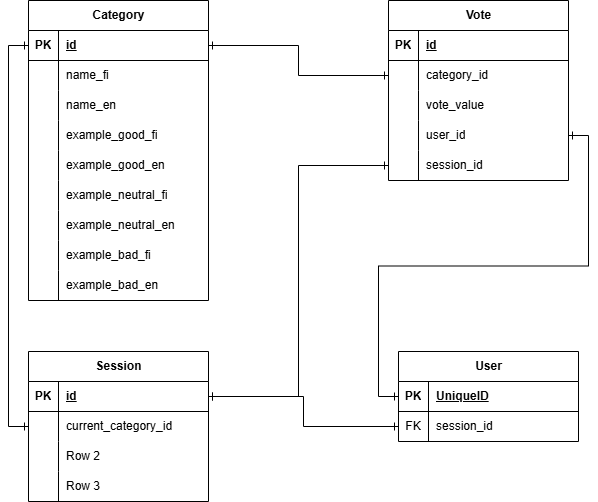 Category
PK id
name_fi
name_en
example_good_fi
example_good_en
example_neutral_fi
example_neutral_en
example_bad_fi
example_bad_en
Vote
PK id
category_id
vote_value
user_id
session_id
Session
PK id
current_category_id
Row 2
Row 3
User
PK UniqueID
FK session_id